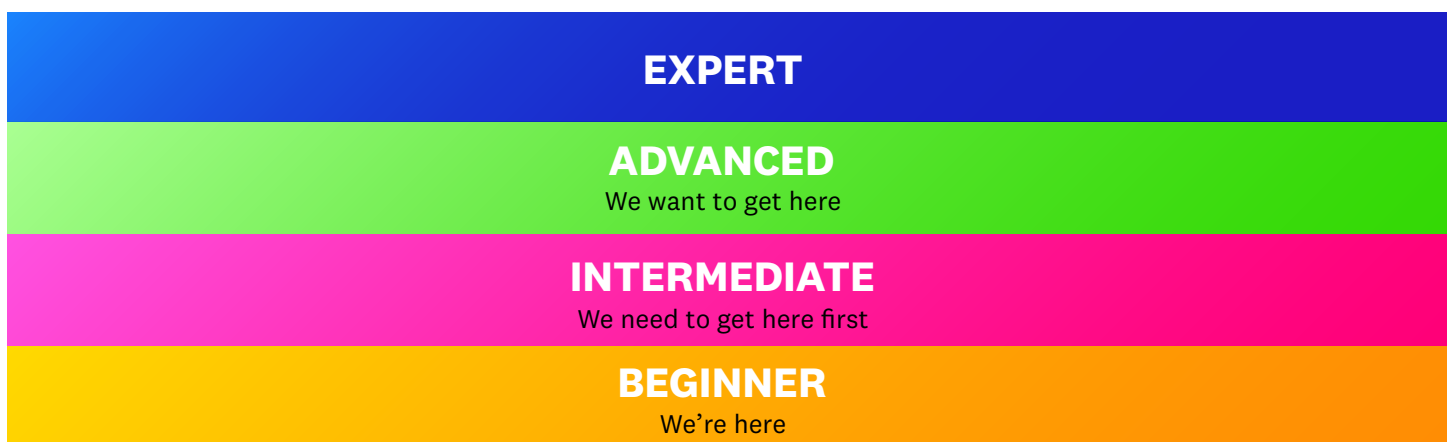 EXPERT
ADVANCED
We want to get here
INTERMEDIATE
We need to get here first
BEGINNER
We’re here